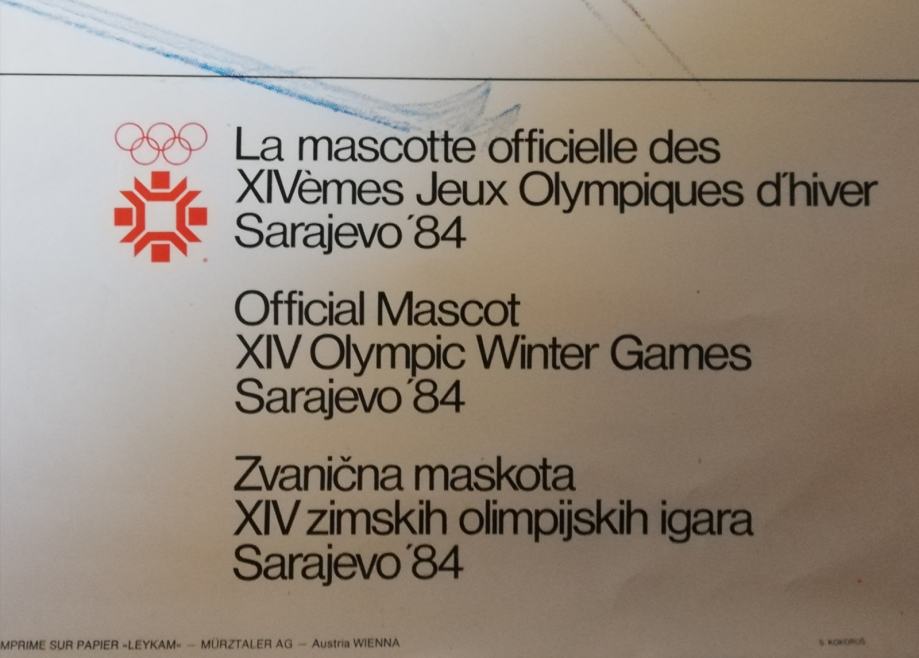 La mascotte officielle des
XIVèmes Jeux Olympiques d´hiver
Sarajevo ´84
Official Mascot
XIV Olympic Winter Games
Sarajevo ´84
Zvanična maskota
XIV zimskih olimpijskih igara
Sarajevo ´84
MPRIME SUR PAPIER »LEYKAM« — MÜRZTALER AG — Austria WIENNA